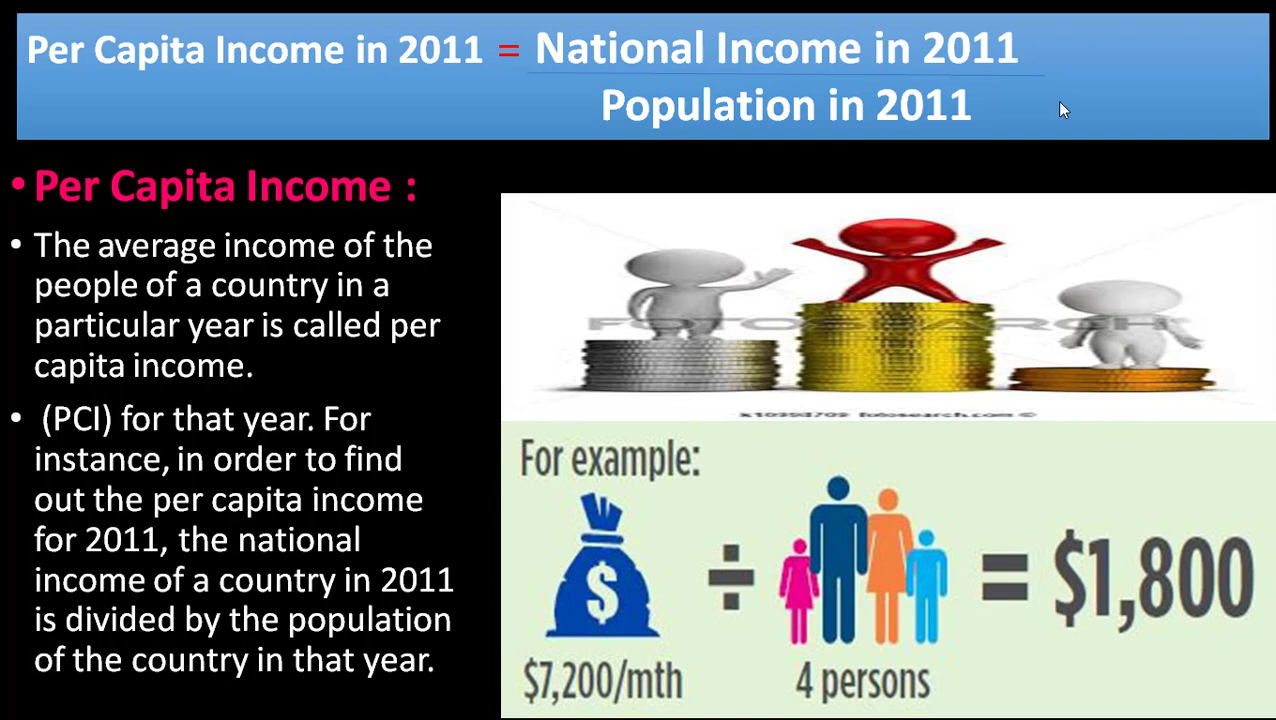 Per Capita Income in 2011 = National Income in 2011
Population in 2011
• Per Capita Income :
• The average income of the
people of a country in a
particular year is called per
capita income.
• (PCI) for that year. For
instance, in order to find
out the per capita income
for 2011, the national
income of a country in 2011
is divided by the population
of the country in that year.
FOTOSEARCH
fotosearch.com ©
For example:
$
÷ = $1,800
$7,200/mth 4 persons